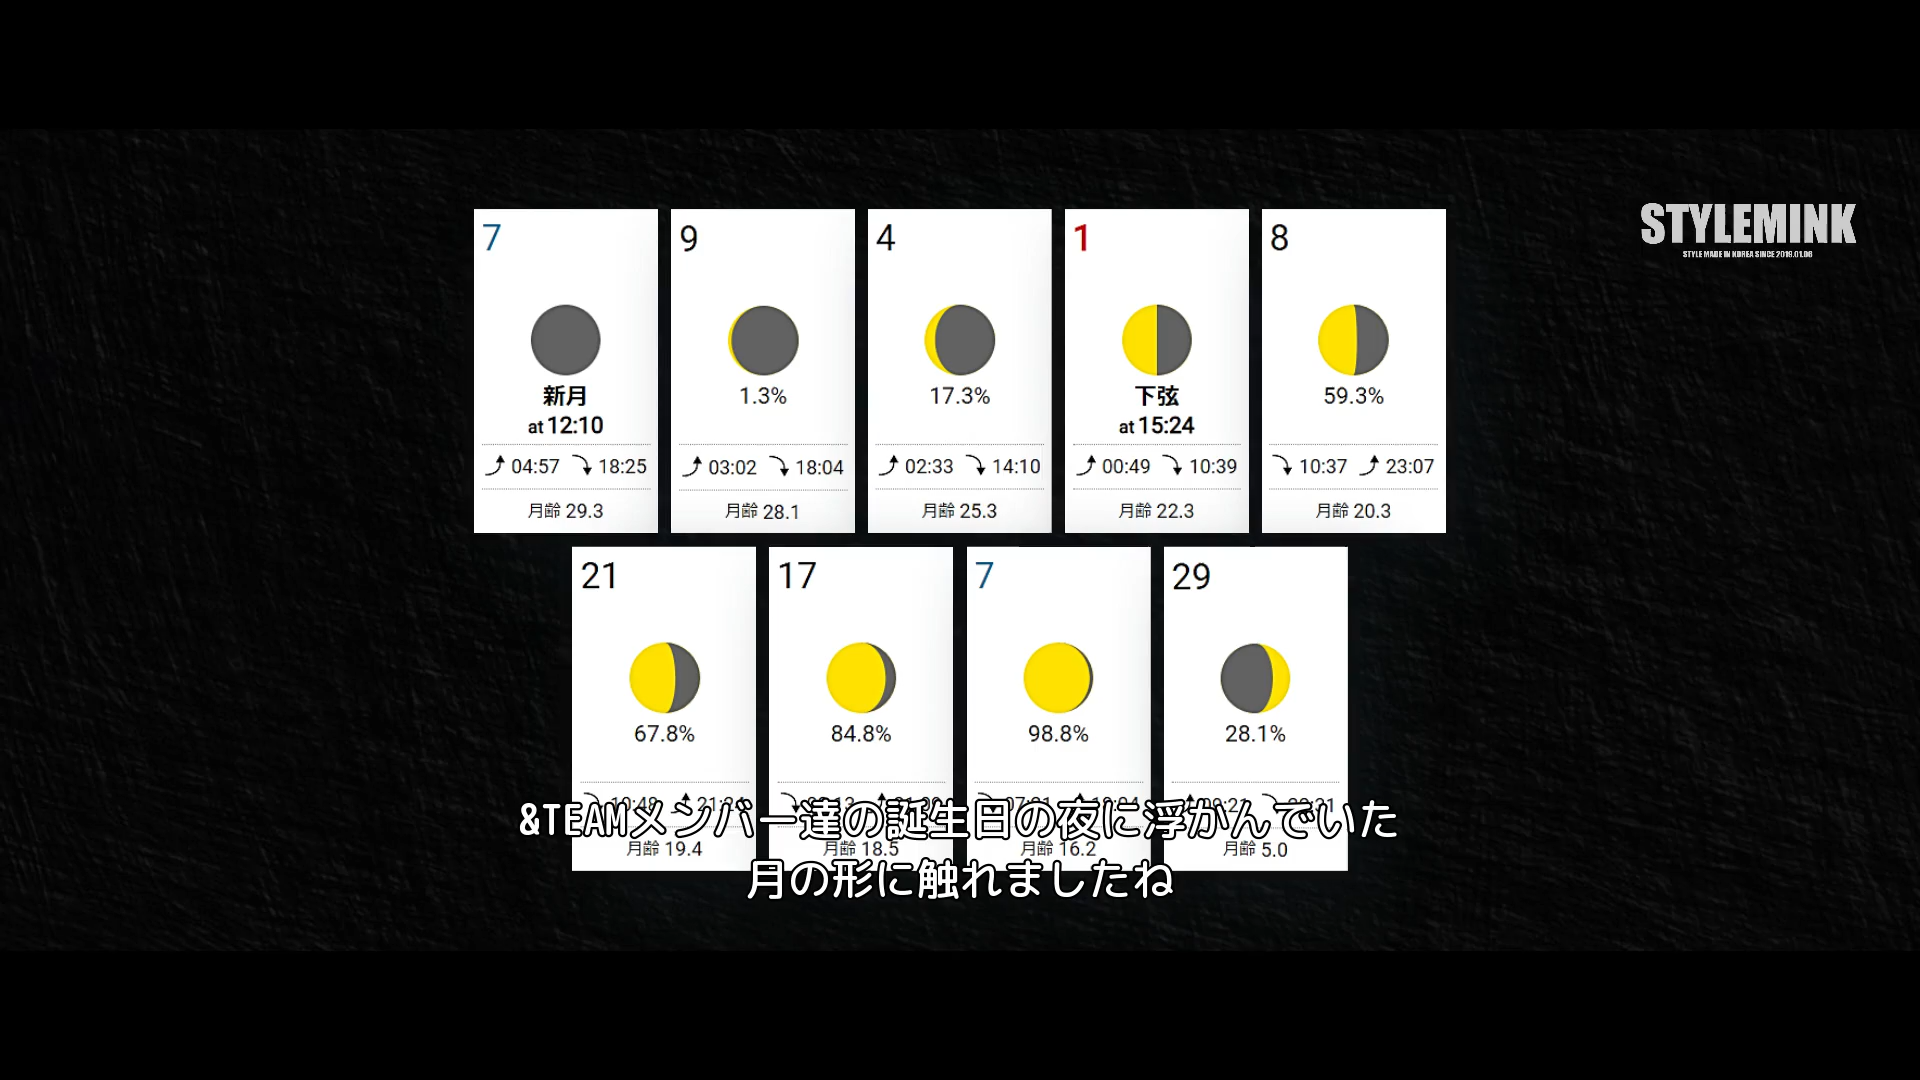 7
9
4
1
8
STYLEMINK
STYLE MADE IN KOREA SINCE 2019.01.06
新月
1.3%
17.3%
下弦
59.3%
at 12:10
at 15:24
04:57 18:25
03:02 18:04
02:33 14:10
00:49 10:39
10:37 23:07
月齢 29.3
月齢 28.1
月齢 25.3
月齢 22.3
月齢 20.3
21
17
7
29
67.8%
84.8%
98.8%
28.1%
&TEAMメンバー達の誕生日の夜に浮かんでいた
月齢 19.4
月齢 18.5
月齢 16.2
月齢 5.0
月の形に触れましたね